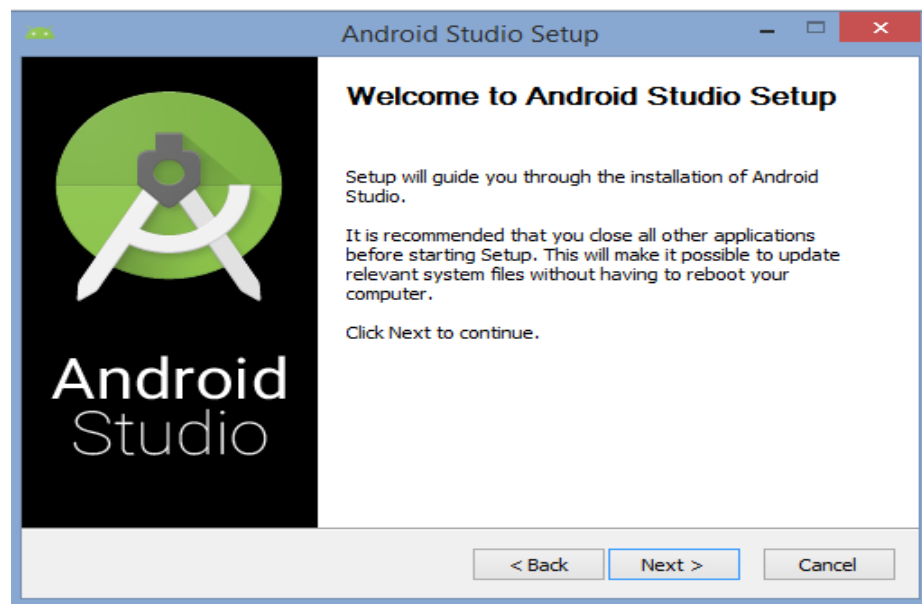 Android Studio Setup
Welcome to Android Studio Setup
Setup will guide you through the installation of Android
Studio.
It is recommended that you close all other applications
before starting Setup. This will make it possible to update
relevant system files without having to reboot your
computer.
Click Next to continue.
Android
Studio
< Back Next > Cancel